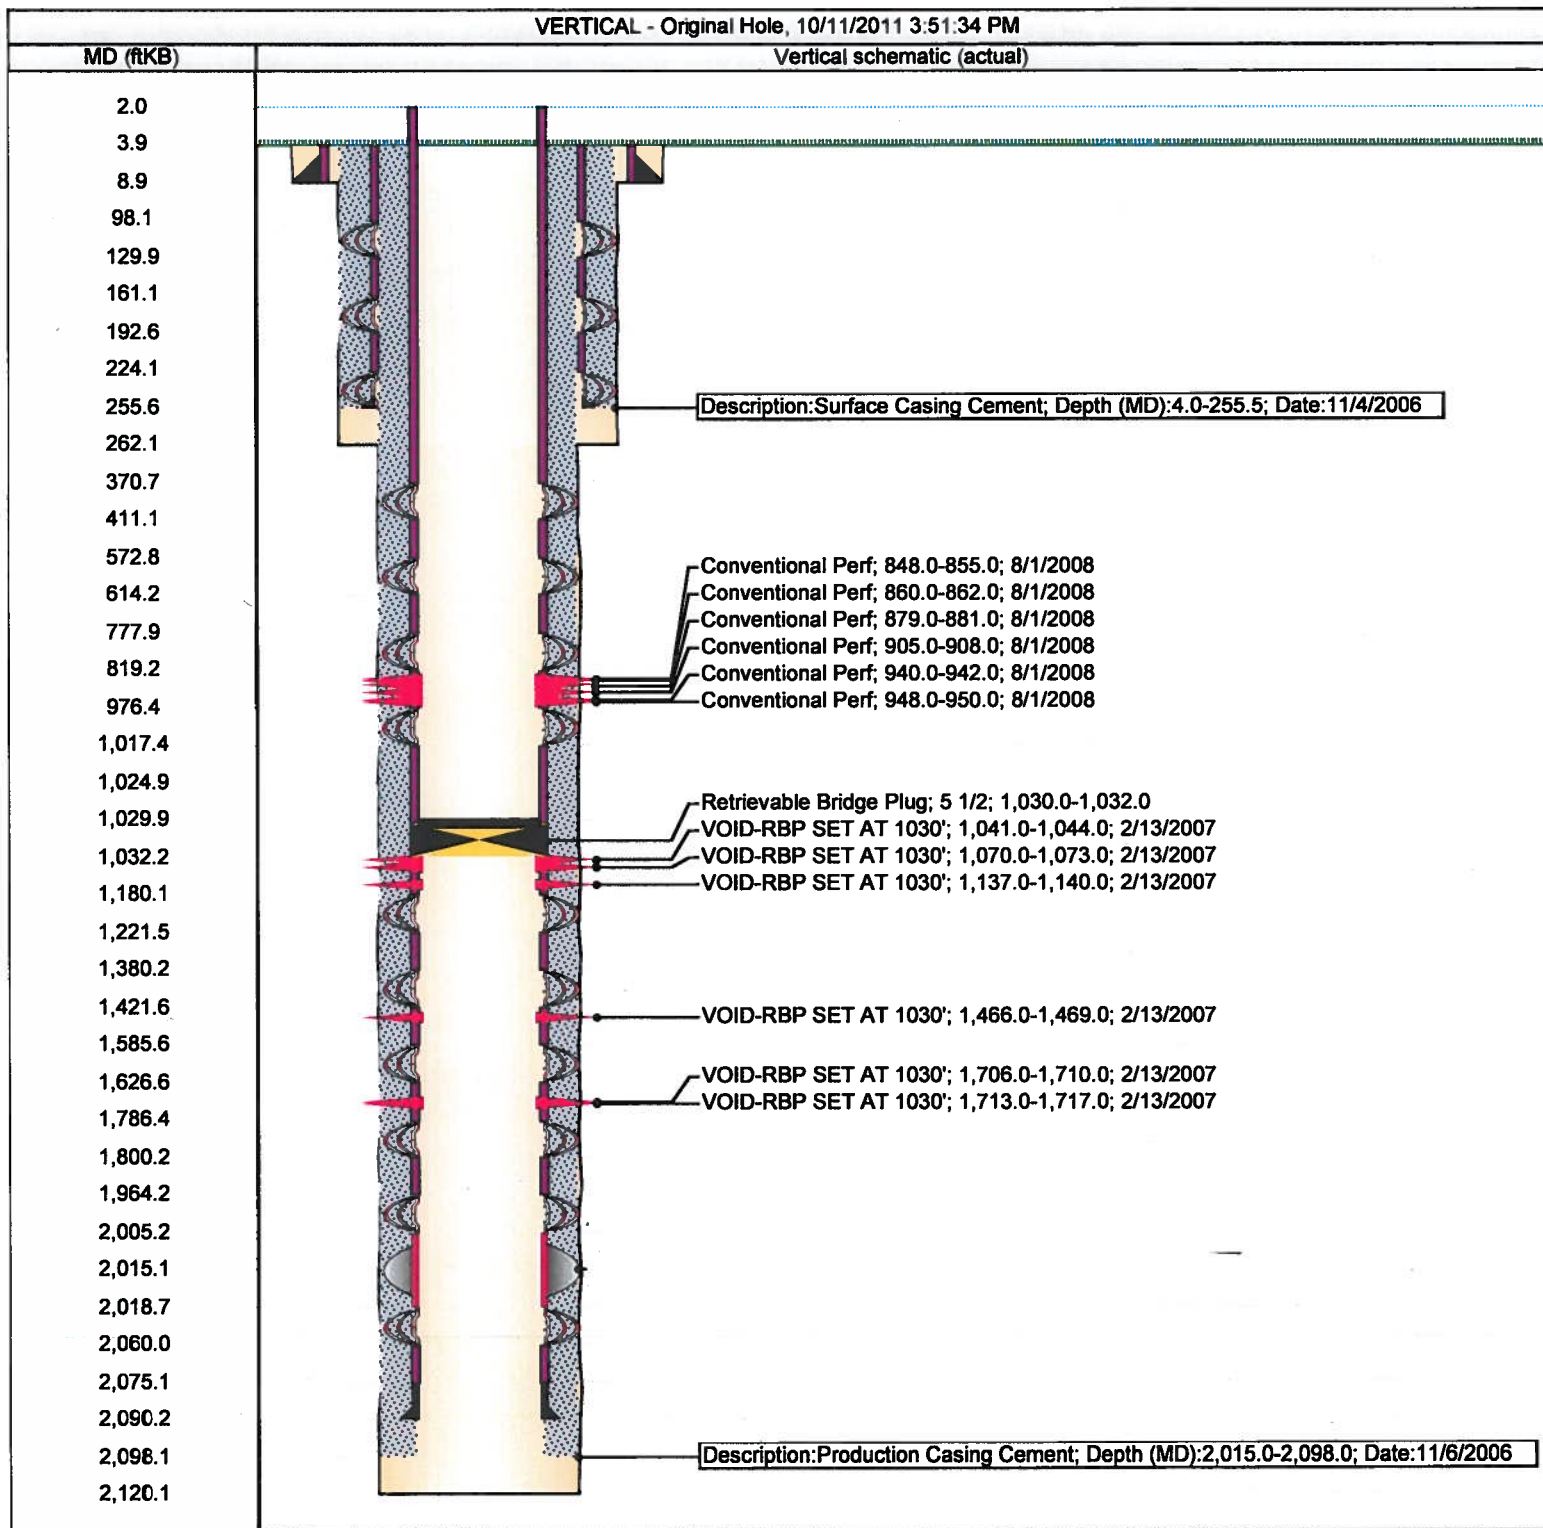 VERTICAL - Original Hole, 10/11/2011 3:51:34 PM
MD (ftKB)
Vertical schematic (actual)
2.0
3.9
8.9
98.1
129.9
161.1
192.6
224.1
255.6
Description:Surface Casing Cement; Depth (MD):4.0-255.5; Date:11/4/2006
262.1
370.7
411.1
572.8
Conventional Perf; 848.0-855.0; 8/1/2008
614.2
Conventional Perf; 860.0-862.0; 8/1/2008
Conventional Perf; 879.0-881.0; 8/1/2008
777.9
Conventional Perf; 905.0-908.0; 8/1/2008
819.2
Conventional Perf; 940.0-942.0; 8/1/2008
976.4
Conventional Perf; 948.0-950.0; 8/1/2008
1,017.4
1,024.9
Retrievable Bridge Plug; 5 1/2; 1,030.0-1,032.0
1,029.9
VOID-RBP SET AT 1030'; 1,041.0-1,044.0; 2/13/2007
1,032.2
VOID-RBP SET AT 1030'; 1,070.0-1,073.0; 2/13/2007
1,180.1
VOID-RBP SET AT 1030'; 1,137.0-1,140.0; 2/13/2007
1,221.5
1,380.2
1,421.6
VOID-RBP SET AT 1030'; 1,466.0-1,469.0; 2/13/2007
1,585.6
1,626.6
VOID-RBP SET AT 1030'; 1,706.0-1,710.0; 2/13/2007
1,786.4
VOID-RBP SET AT 1030'; 1,713.0-1,717.0; 2/13/2007
1,800.2
1,964.2
2,005.2
2,015.1
2,018.7
2,060.0
2,075.1
2,090.2
2,098.1
Description:Production Casing Cement; Depth (MD):2,015.0-2,098.0; Date:11/6/2006
2,120.1